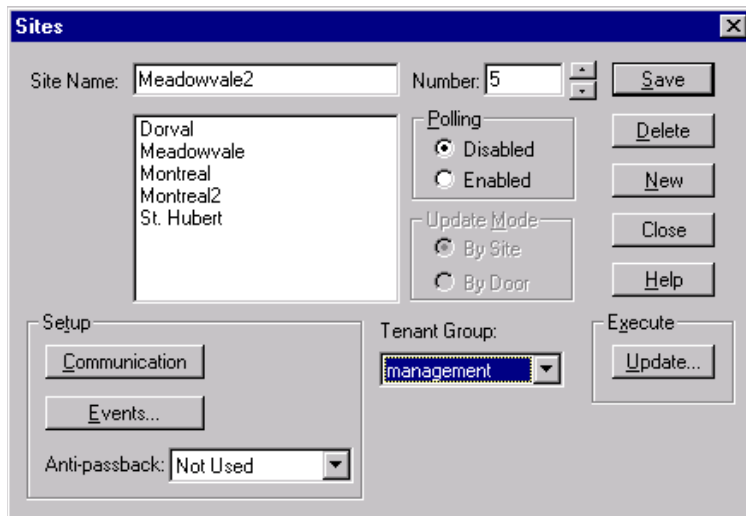 Sites
Site Name: Meadowvale2 Number: 5 Save
Dorval
Meadowvale
Montreal
Montreal2
St. Hubert
Polling
Disabled
Enabled
Update Mode
By Site
By Door
Delete
New
Close
Help
Setup
Communication
Events...
Anti-passback: Not Used
Tenant Group:
management
Execute
Update...